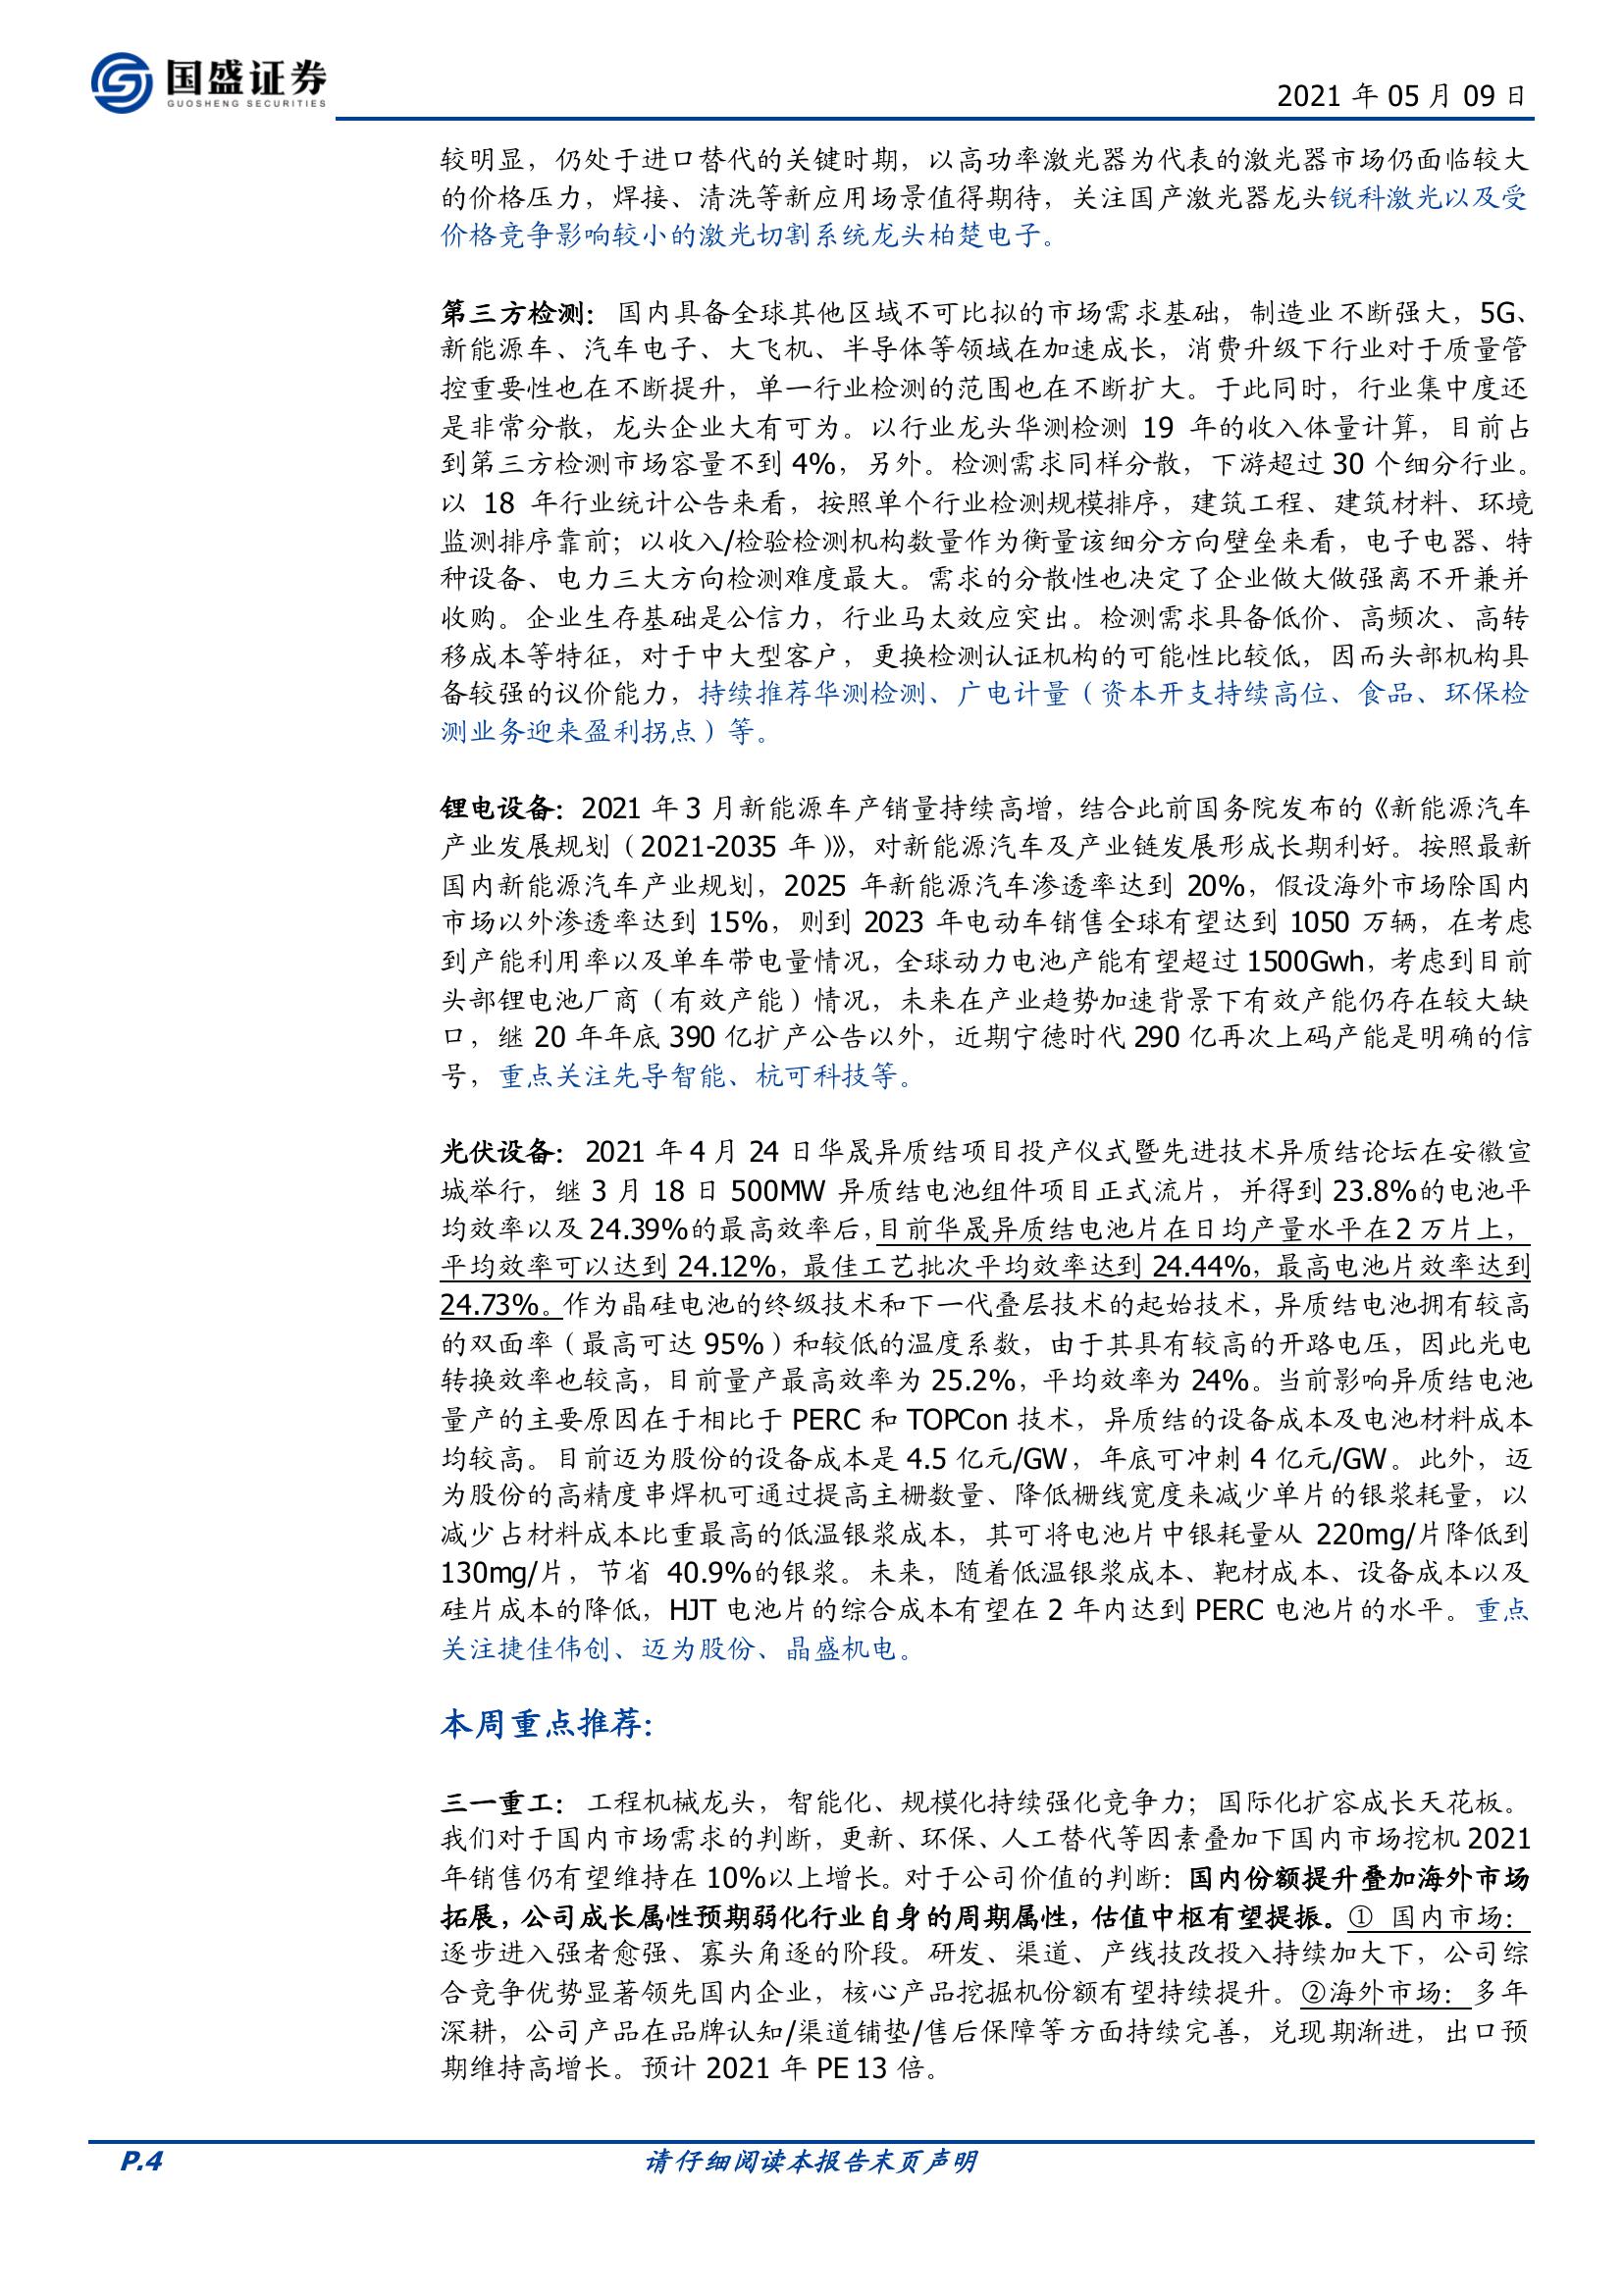 国盛证券
GUOSHENG SECURITIES
2021 年 05 月 09 日
较明显，仍处于进口替代的关键时期，以高功率激光器为代表的激光器市场仍面临较大
的价格压力，焊接、清洗等新应用场景值得期待，关注国产激光器龙头锐科激光以及受
价格竞争影响较小的激光切割系统龙头柏楚电子。
第三方检测：国内具备全球其他区域不可比拟的市场需求基础，制造业不断强大，5G、
新能源车、汽车电子、大飞机、半导体等领域在加速成长，消费升级下行业对于质量管
控重要性也在不断提升，单一行业检测的范围也在不断扩大。于此同时，行业集中度还
是非常分散，龙头企业大有可为。以行业龙头华测检测 19 年的收入体量计算，目前占
到第三方检测市场容量不到 4%，另外。检测需求同样分散，下游超过 30 个细分行业。
以 18 年行业统计公告来看，按照单个行业检测规模排序，建筑工程、建筑材料、环境
监测排序靠前；以收入/检验检测机构数量作为衡量该细分方向壁垒来看，电子电器、特
种设备、电力三大方向检测难度最大。需求的分散性也决定了企业做大做强离不开兼并
收购。企业生存基础是公信力，行业马太效应突出。检测需求具备低价、高频次、高转
移成本等特征，对于中大型客户，更换检测认证机构的可能性比较低，因而头部机构具
备较强的议价能力，持续推荐华测检测、广电计量（资本开支持续高位、食品、环保检
测业务迎来盈利拐点）等。
锂电设备：2021 年 3 月新能源车产销量持续高增，结合此前国务院发布的《新能源汽车
产业发展规划（2021-2035 年）》，对新能源汽车及产业链发展形成长期利好。按照最新
国内新能源汽车产业规划，2025 年新能源汽车渗透率达到 20%，假设海外市场除国内
市场以外渗透率达到 15%，则到 2023 年电动车销售全球有望达到 1050 万辆，在考虑
到产能利用率以及单车带电量情况，全球动力电池产能有望超过 1500Gwh，考虑到目前
头部锂电池厂商（有效产能）情况，未来在产业趋势加速背景下有效产能仍存在较大缺
口，继 20 年年底 390 亿扩产公告以外，近期宁德时代 290 亿再次上码产能是明确的信
号，重点关注先导智能、杭可科技等。
光伏设备：2021 年 4 月 24 日华晟异质结项目投产仪式暨先进技术异质结论坛在安徽宣
城举行，继 3 月 18 日 500MW 异质结电池组件项目正式流片，并得到 23.8%的电池平
均效率以及 24.39%的最高效率后，目前华晟异质结电池片在日均产量水平在 2 万片上，
平均效率可以达到 24.12%，最佳工艺批次平均效率达到 24.44%，最高电池片效率达到
24.73%。作为晶硅电池的终级技术和下一代叠层技术的起始技术，异质结电池拥有较高
的双面率（最高可达 95%）和较低的温度系数，由于其具有较高的开路电压，因此光电
转换效率也较高，目前量产最高效率为 25.2%，平均效率为 24%。当前影响异质结电池
量产的主要原因在于相比于 PERC 和 TOPCon 技术，异质结的设备成本及电池材料成本
均较高。目前迈为股份的设备成本是 4.5 亿元/GW，年底可冲刺 4 亿元/GW。此外，迈
为股份的高精度串焊机可通过提高主栅数量、降低栅线宽度来减少单片的银浆耗量，以
减少占材料成本比重最高的低温银浆成本，其可将电池片中银耗量从 220mg/片降低到
130mg/片，节省 40.9%的银浆。未来，随着低温银浆成本、靶材成本、设备成本以及
硅片成本的降低，HJT 电池片的综合成本有望在 2 年内达到 PERC 电池片的水平。重点
关注捷佳伟创、迈为股份、晶盛机电。
本周重点推荐：
三一重工：工程机械龙头，智能化、规模化持续强化竞争力；国际化扩容成长天花板。
我们对于国内市场需求的判断，更新、环保、人工替代等因素叠加下国内市场挖机 2021
年销售仍有望维持在 10%以上增长。对于公司价值的判断：国内份额提升叠加海外市场
拓展，公司成长属性预期弱化行业自身的周期属性，估值中枢有望提振。① 国内市场：
逐步进入强者愈强、寡头角逐的阶段。研发、渠道、产线技改投入持续加大下，公司综
合竞争优势显著领先国内企业，核心产品挖掘机份额有望持续提升。②海外市场：多年
深耕，公司产品在品牌认知/渠道铺垫/售后保障等方面持续完善，兑现期渐进，出口预
期维持高增长。预计 2021 年 PE 13 倍。
P.4
请仔细阅读本报告末页声明